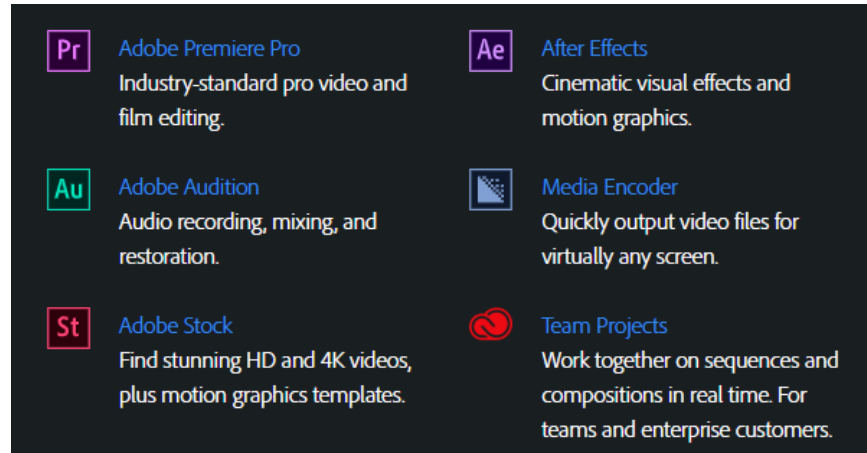 Pr
Adobe Premiere Pro
Industry-standard pro video and
film editing.
Ae
After Effects
Cinematic visual effects and
motion graphics.
Au
Adobe Audition
Audio recording, mixing, and
restoration.
Media Encoder
Quickly output video files for
virtually any screen.
St
Adobe Stock
Find stunning HD and 4K videos,
plus motion graphics templates.
Team Projects
Work together on sequences and
compositions in real time. For
teams and enterprise customers.